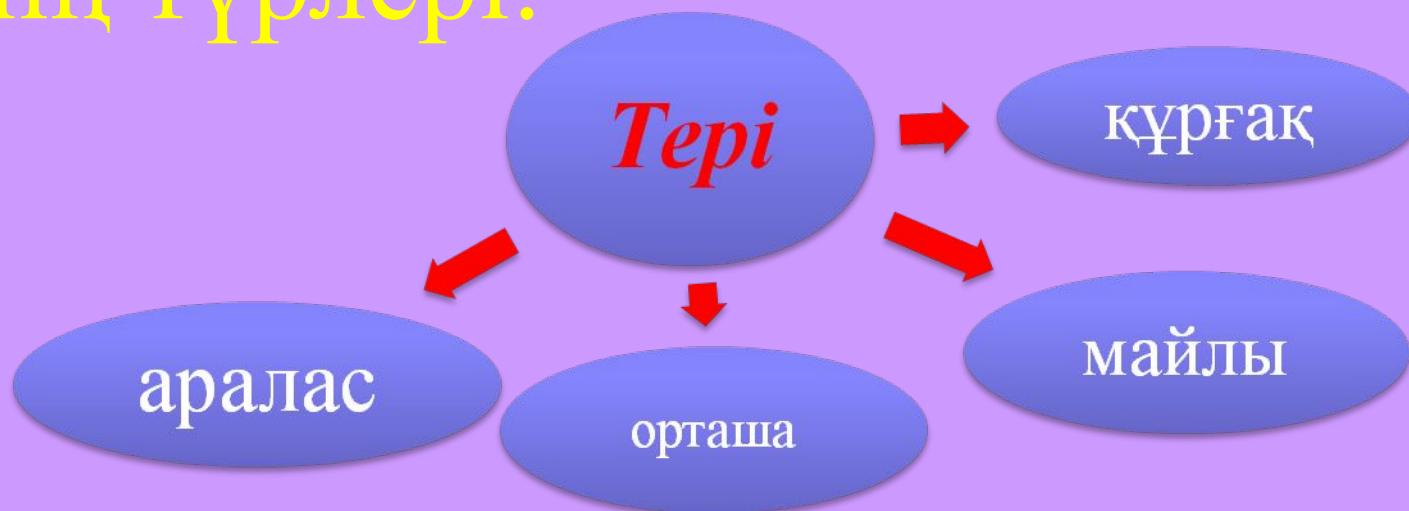 түрлері.
Тері
құрғақ
майлы
аралас
орташа